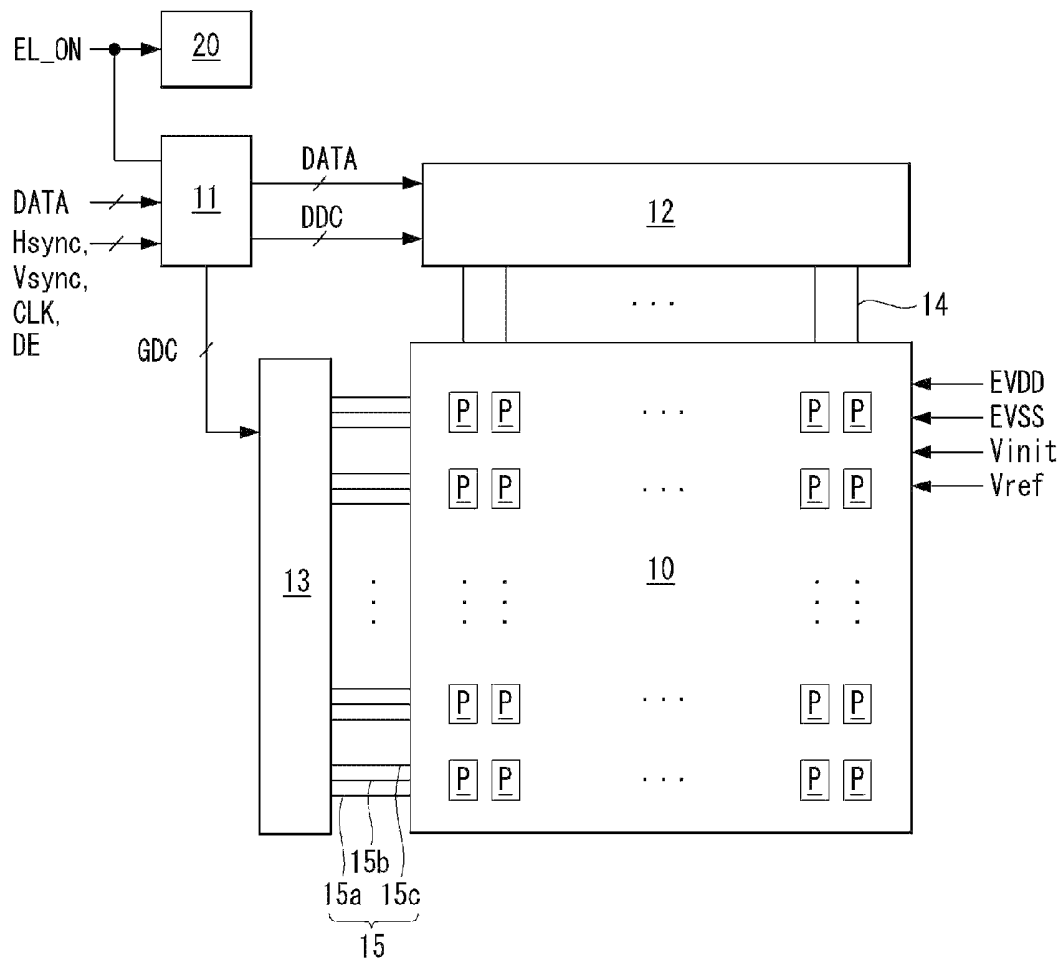 EL_ON
20
DATA
11
DATA
DDC
12
Hsync,
Vsync,
CLK,
DE
GDC
. . .
14
EVDD
EVSS
Vinit
Vref
P P . . . P P
P P . . . P P
13
10
P P . . . P P
P P . . . P P
15b
15a 15c
15